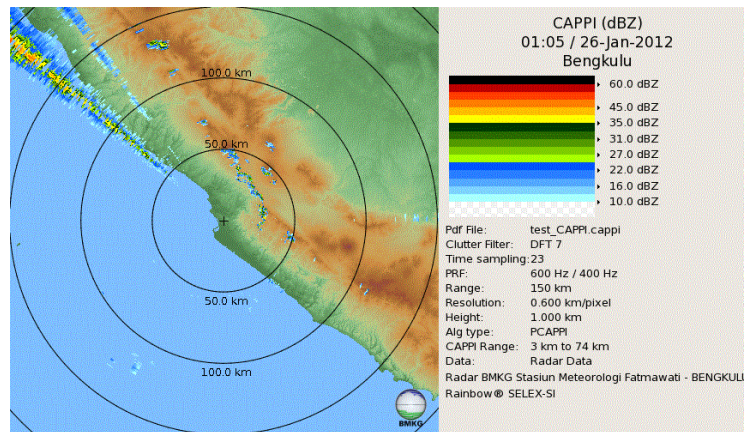 100.0 km
50.0 km
50.0 km
100.0 km
BMKG
CAPPI (dBZ)
01:05 / 26-Jan-2012
Bengkulu
60.0 dBZ
45.0 dBZ
35.0 dBZ
31.0 dBZ
27.0 dBZ
22.0 dBZ
16.0 dBZ
10.0 dBZ
Pdf File: test_CAPPI.cappi
Clutter Filter: DFT 7
Time sampling:23
PRF: 600 Hz / 400 Hz
Range: 150 km
Resolution: 0.600 km/pixel
Height: 1.000 km
Alg type: PCAPPI
CAPPI Range: 3 km to 74 km
Data: Radar Data
Radar BMKG Stasiun Meteorologi Fatmawati - BENGKULU
Rainbow® SELEX-SI